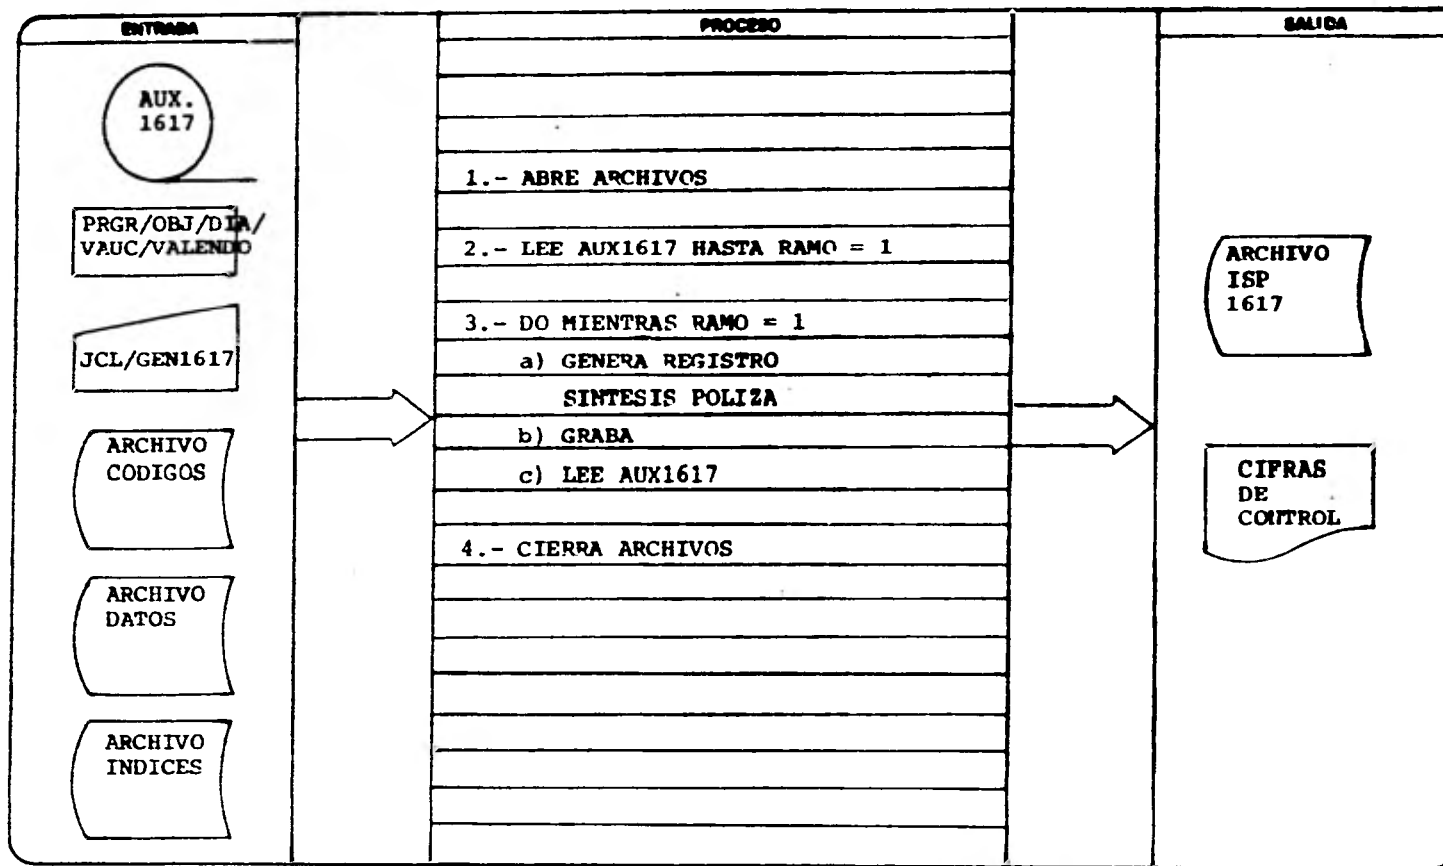 ENTRADA
AUX.
1617
PRGR/OBJ/DIA/
VAUC/VALENDO
JCL/GEN1617
ARCHIVO
CODIGOS
ARCHIVO
DATOS
ARCHIVO
INDICES
PROCESO
1.- ABRE ARCHIVOS
2.- LEE AUX1617 HASTA RAMO = 1
3.- DO MIENTRAS RAMO = 1
a) GENERA REGISTRO
SINTESIS POLIZA
b) GRABA
c) LEE AUX1617
4.- CIERRA ARCHIVOS
SALIDA
ARCHIVO
ISP
1617
CIFRAS
DE
CONTROL